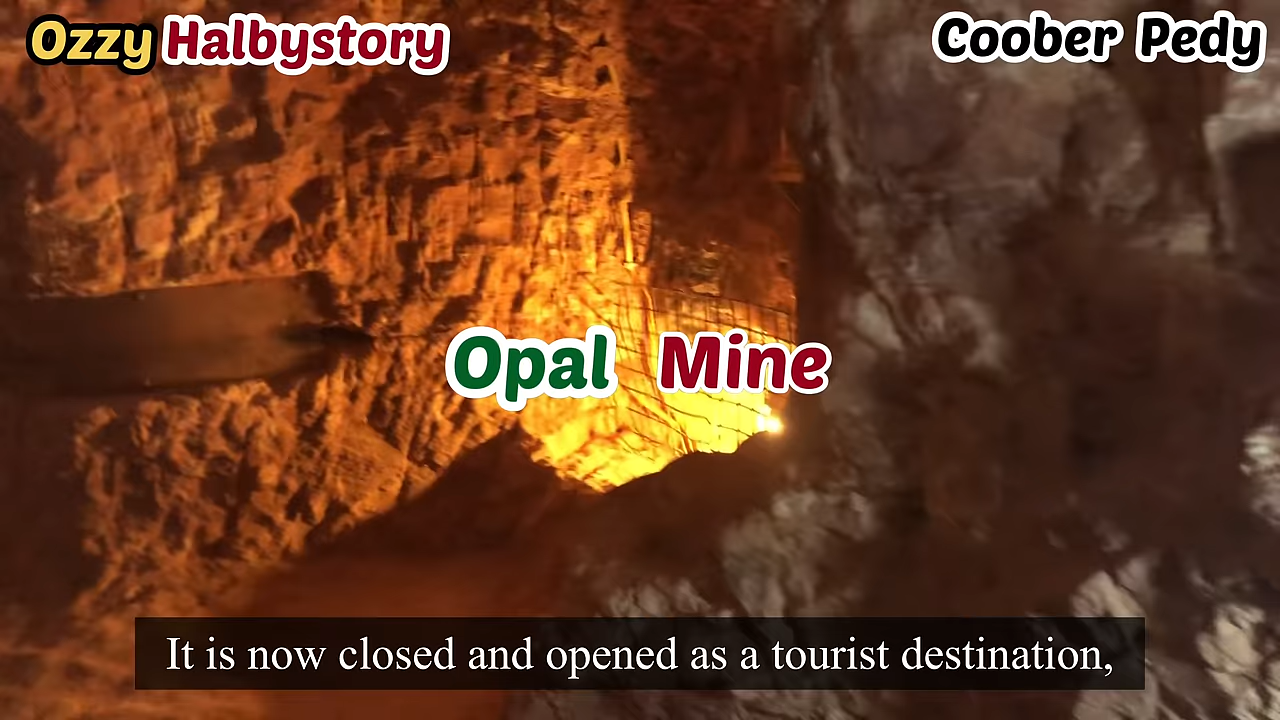 Ozzy Halbystory
Coober Pedy
Opal Mine
It is now closed and opened as a tourist destination,